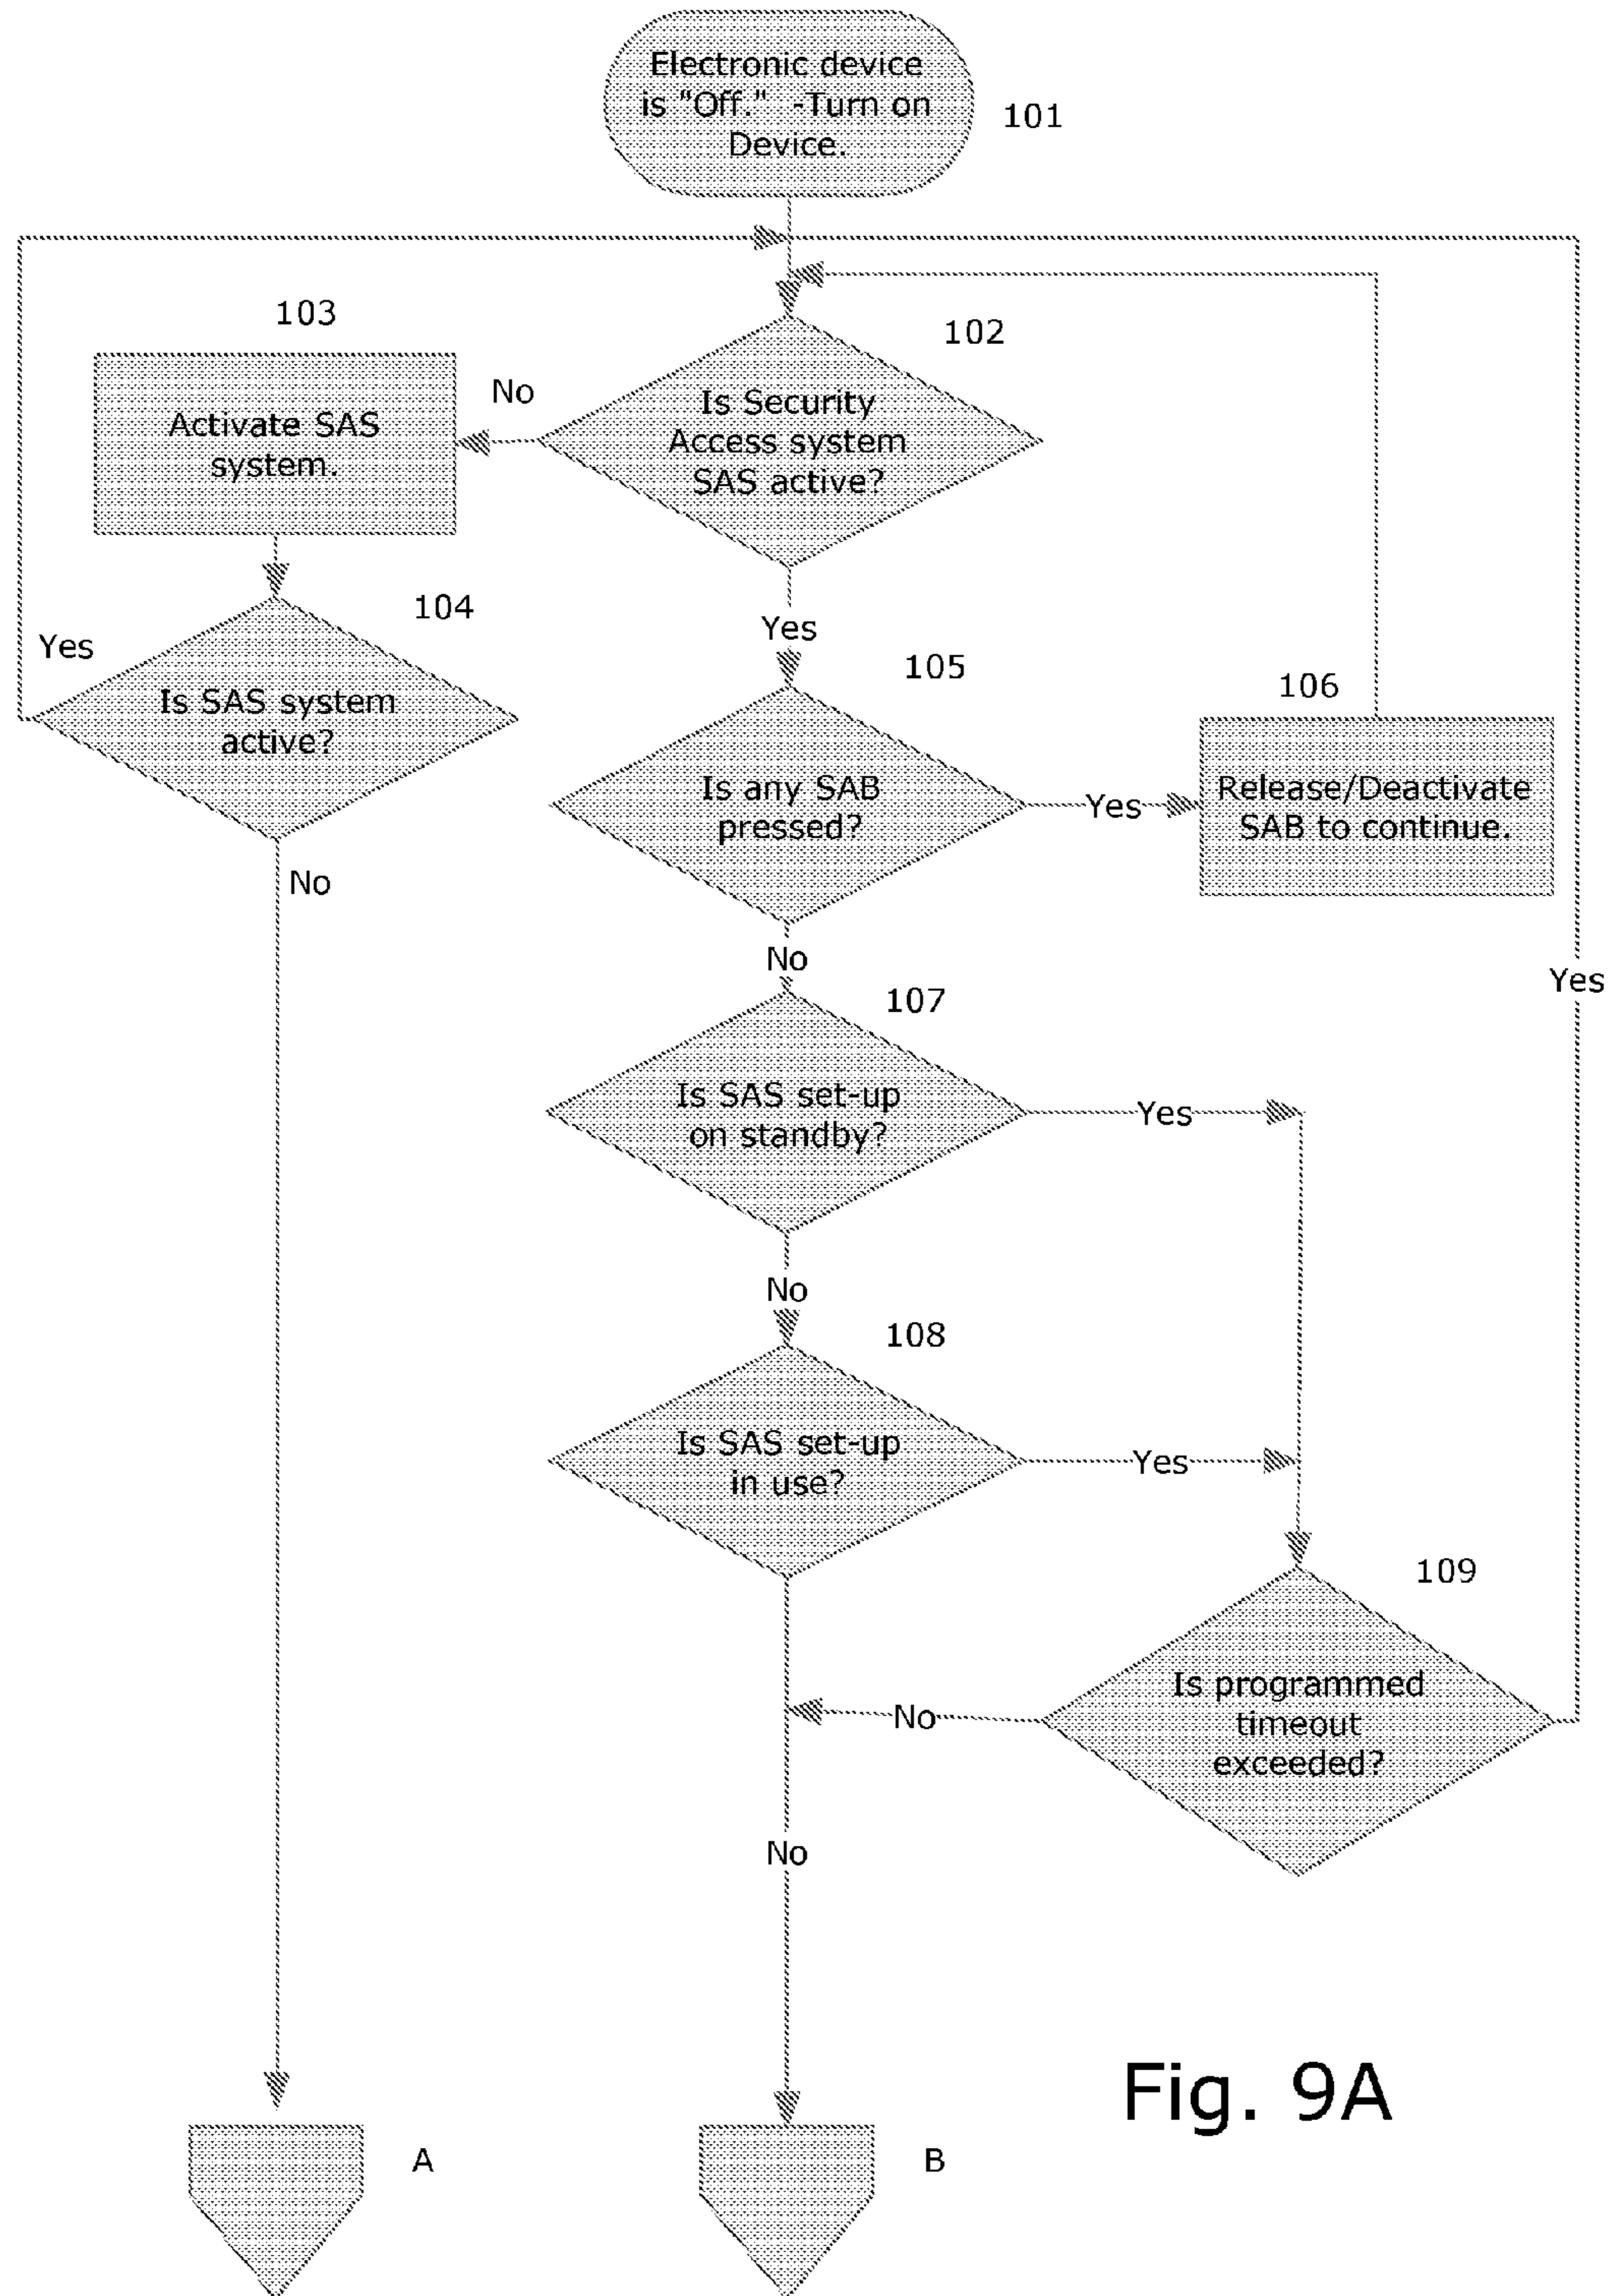 Electronic device
is "Off." -Turn on
Device.
101
103
102
No
Is Security
Access system
SAS active?
Activate SAS
system.
104
Yes
Yes
105
106
Is SAS system
active?
Is any SAB
pressed?
Yes
Release/Deactivate
SAB to continue.
No
No
Yes
107
Is SAS set-up
on standby?
Yes
No
108
Is SAS set-up
in use?
Yes
109
Is programmed
timeout
exceeded?
No
No
Fig. 9A
A
B